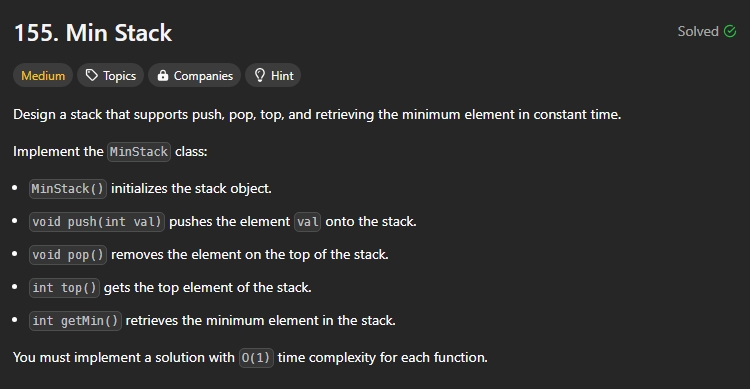 155. Min Stack
Solved
Medium
Topics
Companies
Hint
Design a stack that supports push, pop, top, and retrieving the minimum element in constant time.
Implement the MinStack class:
• MinStack() initializes the stack object.
• void push(int val) pushes the element val onto the stack.
• void pop() removes the element on the top of the stack.
• int top() gets the top element of the stack.
• int getMin() retrieves the minimum element in the stack.
You must implement a solution with O(1) time complexity for each function.